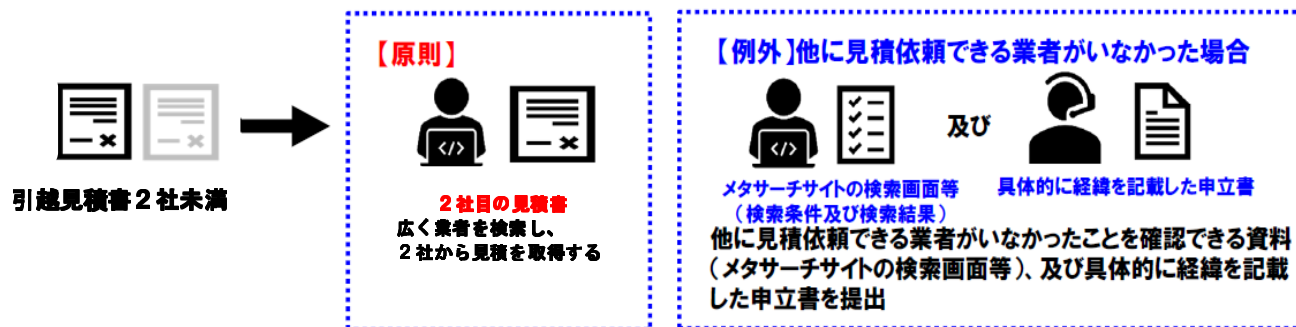 引越見積書２社未満
【原則】
</>
２社目の見積書
広く業者を検索し、
２社から見積を取得する
【例外】他に見積依頼できる業者がいなかった場合
</>
及び
メタサーチサイトの検索画面等
（検索条件及び検索結果）
具体的に経緯を記載した申立書
他に見積依頼できる業者がいなかったことを確認できる資料
（メタサーチサイトの検索画面等）、及び具体的に経緯を記載
した申立書を提出